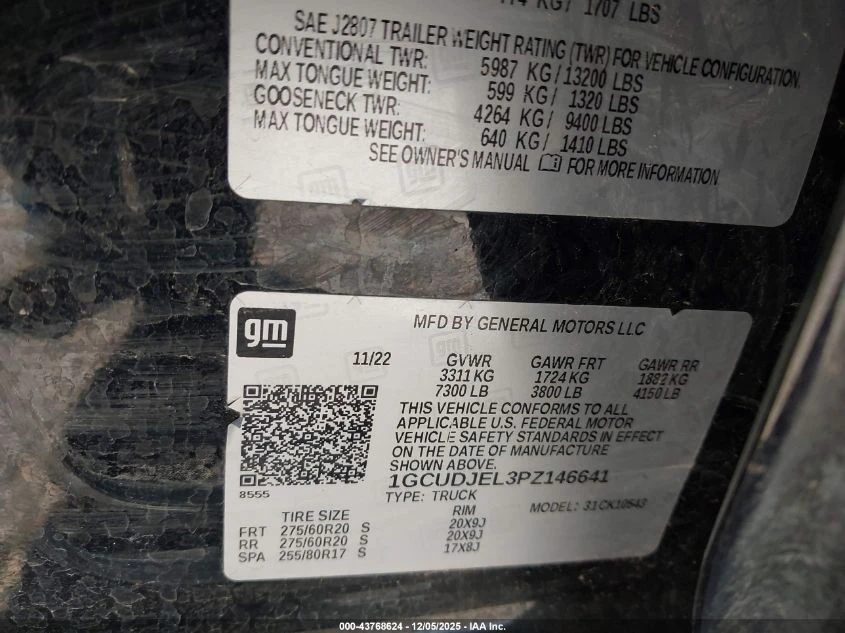 KG / 1707 LBS
SAE J2807 TRAILER WEIGHT RATING (TWR) FOR VEHICLE CONFIGURATION.
CONVENTIONAL TWR: 5987 KG / 13200 LBS
MAX TONGUE WEIGHT: 599 KG / 1320 LBS
GOOSENECK TWR: 4264 KG / 9400 LBS
MAX TONGUE WEIGHT: 640 KG / 1410 LBS
SEE OWNER'S MANUAL FOR MORE INFORMATION
gm
MFD BY GENERAL MOTORS LLC
11/22 GVWR GAWR FRT GAWR RR
3311 KG 1724 KG 1882 KG
7300 LB 3800 LB 4150 LB
THIS VEHICLE CONFORMS TO ALL
APPLICABLE U.S. FEDERAL MOTOR
VEHICLE SAFETY STANDARDS IN EFFECT
ON THE DATE OF MANUFACTURE
SHOWN ABOVE.
8555
1GCUDJEL3PZ146641
TYPE: TRUCK MODEL: 31CK10543
TIRE SIZE RIM
FRT 275/60R20 S 20X9J
RR 275/60R20 S 20X9J
SPA 255/80R17 S 17X8J
000-43768624 - 12/05/2025 - IAA Inc.